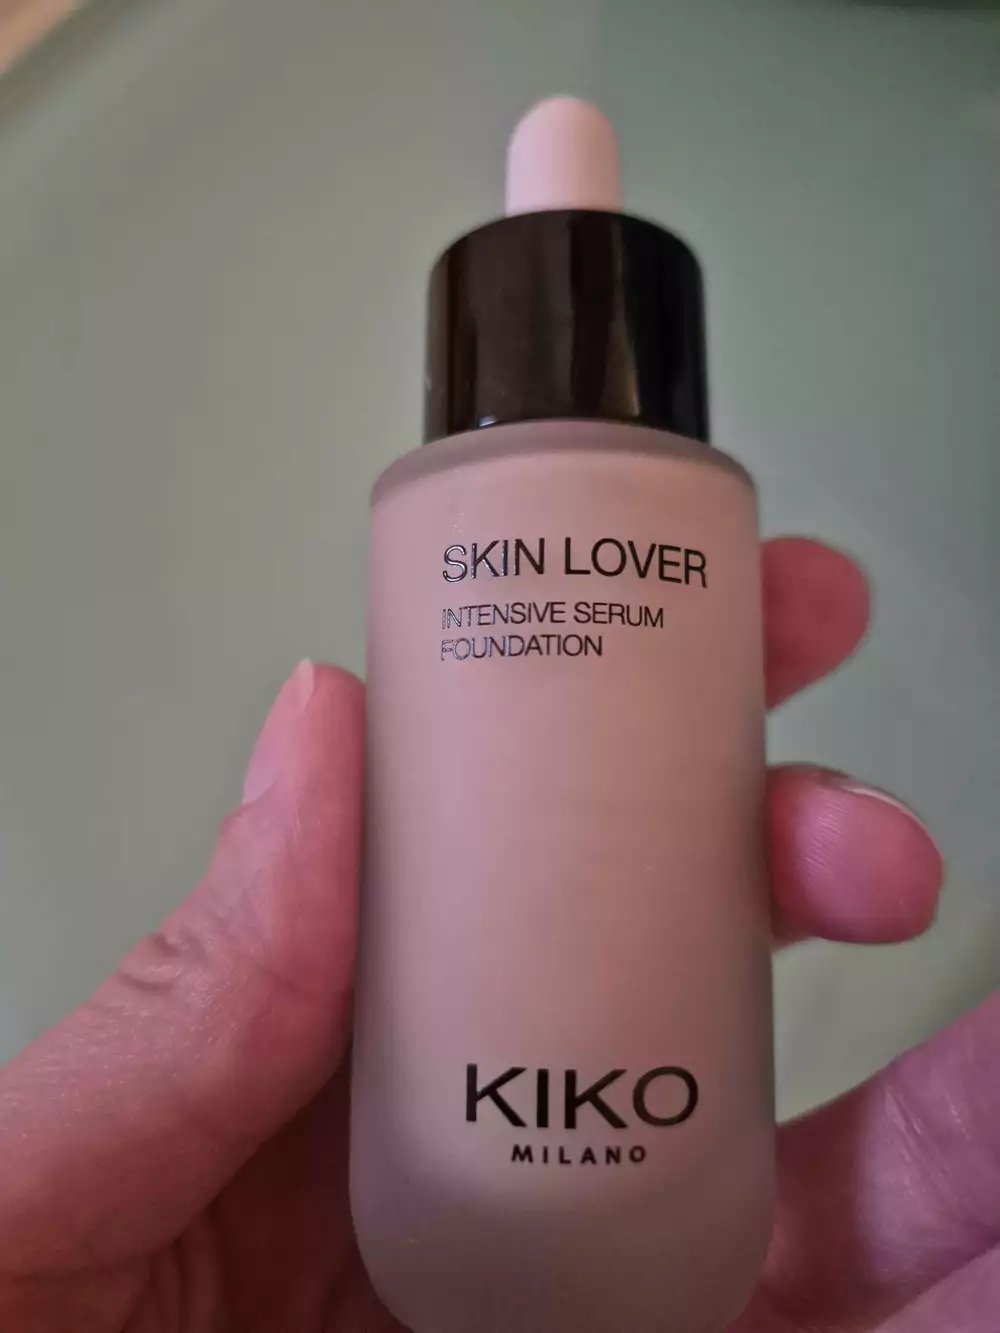 SKIN LOVER
INTENSIVE SERUM
FOUNDATION
KIKO
MILANO